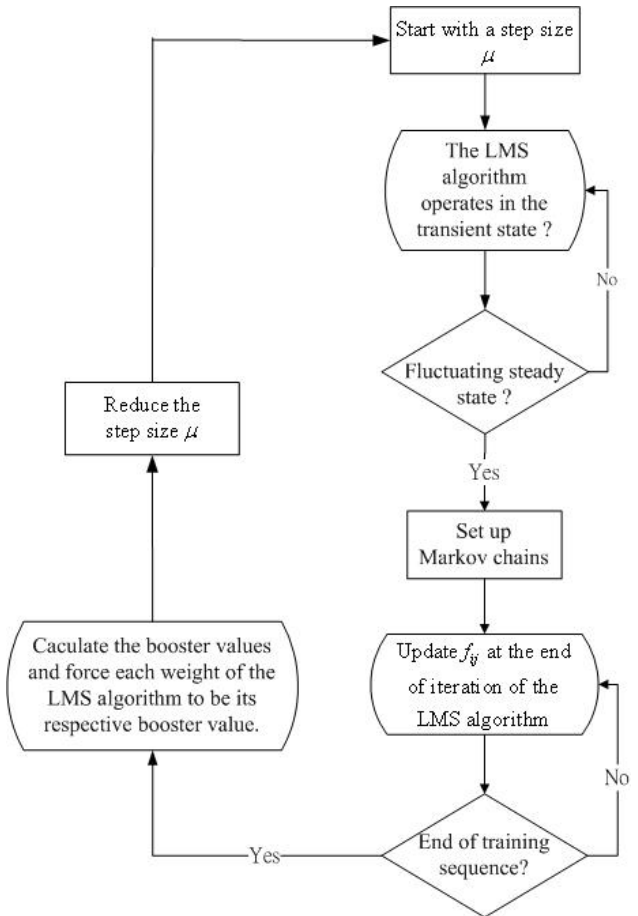 Start with a step size
μ
The LMS
algorithm
operates in the
transient state ?
No
Fluctuating steady
state ?
Yes
Reduce the
step size μ
Set up
Markov chains
Caculate the booster values
and force each weight of the
LMS algorithm to be its
respective booster value.
Update f_ij at the end
of iteration of the
LMS algorithm
No
End of training
sequence?
Yes